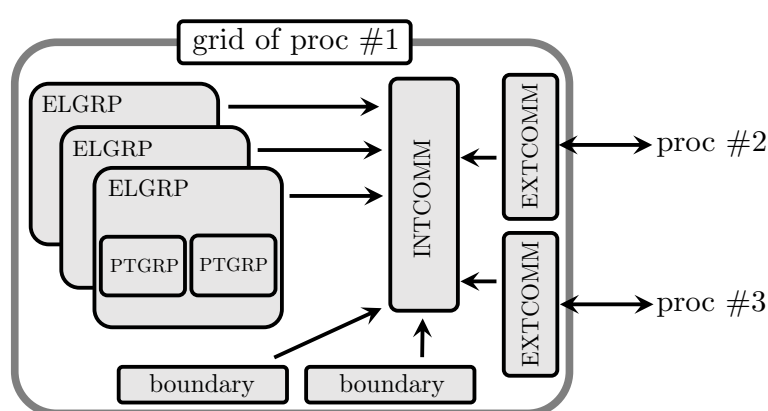 grid of proc #1
ELGRP
ELGRP
ELGRP
PTGRP
PTGRP
INTCOMM
EXTCOMM
proc #2
EXTCOMM
proc #3
boundary
boundary